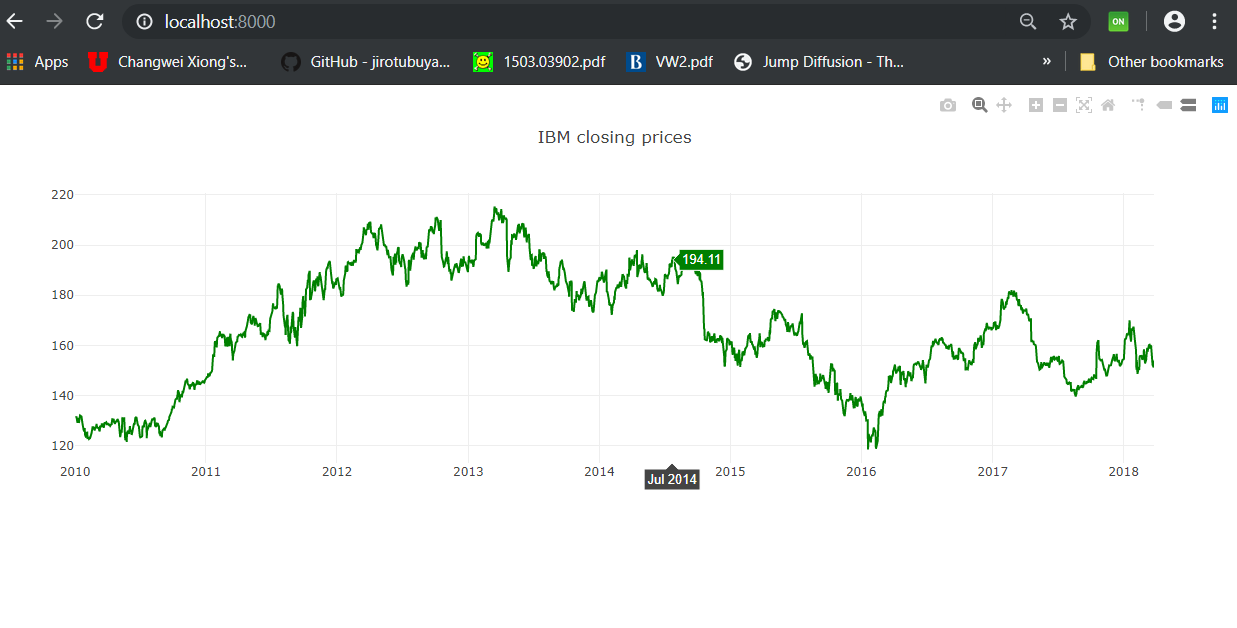 localhost:8000
ON
Apps
Changwei Xiong's...
GitHub - jirotubuya...
1503.03902.pdf
B
VW2.pdf
Jump Diffusion - Th...
»
Other bookmarks
IBM closing prices
220
200
180
160
140
120
194.11
2010
2011
2012
2013
2014
2015
2016
2017
2018
Jul 2014